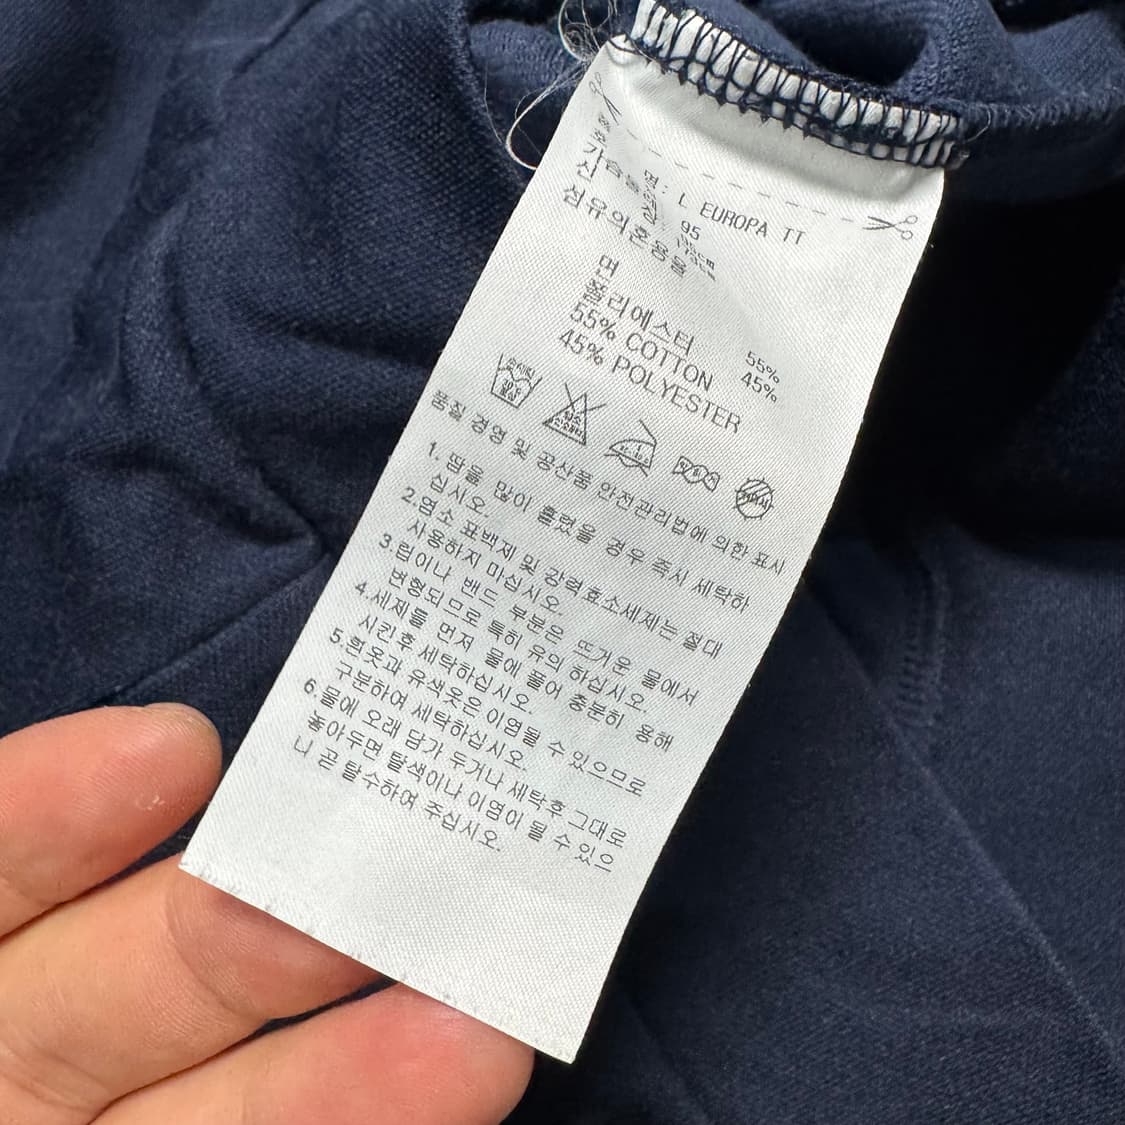 L EUROPA TT
95
섬유의혼용율
면 55%
폴리에스터 45%
55% COTTON
45% POLYESTER
품질 경영 및 공산품 안전관리법에 의한 표시
1. 땀을 많이 흘렸을 경우 즉시 세탁하
십시오.
2.염소 표백제 및 강력효소세제는 절대
사용하지 마십시오.
3.립이나 밴드 부분은 뜨거운 물에서
변형되므로 특히 유의 하십시오.
4.세제를 먼저 물에 풀어 충분히 용해
시킨후 세탁하십시오.
5.흰옷과 유색옷은 이염될 수 있으므로
구분하여 세탁하십시오.
6.물에 오래 담가 두거나 세탁후 그대로
놓아두면 탈색이나 이염이 될 수 있으
니 곧 탈수하여 주십시오.